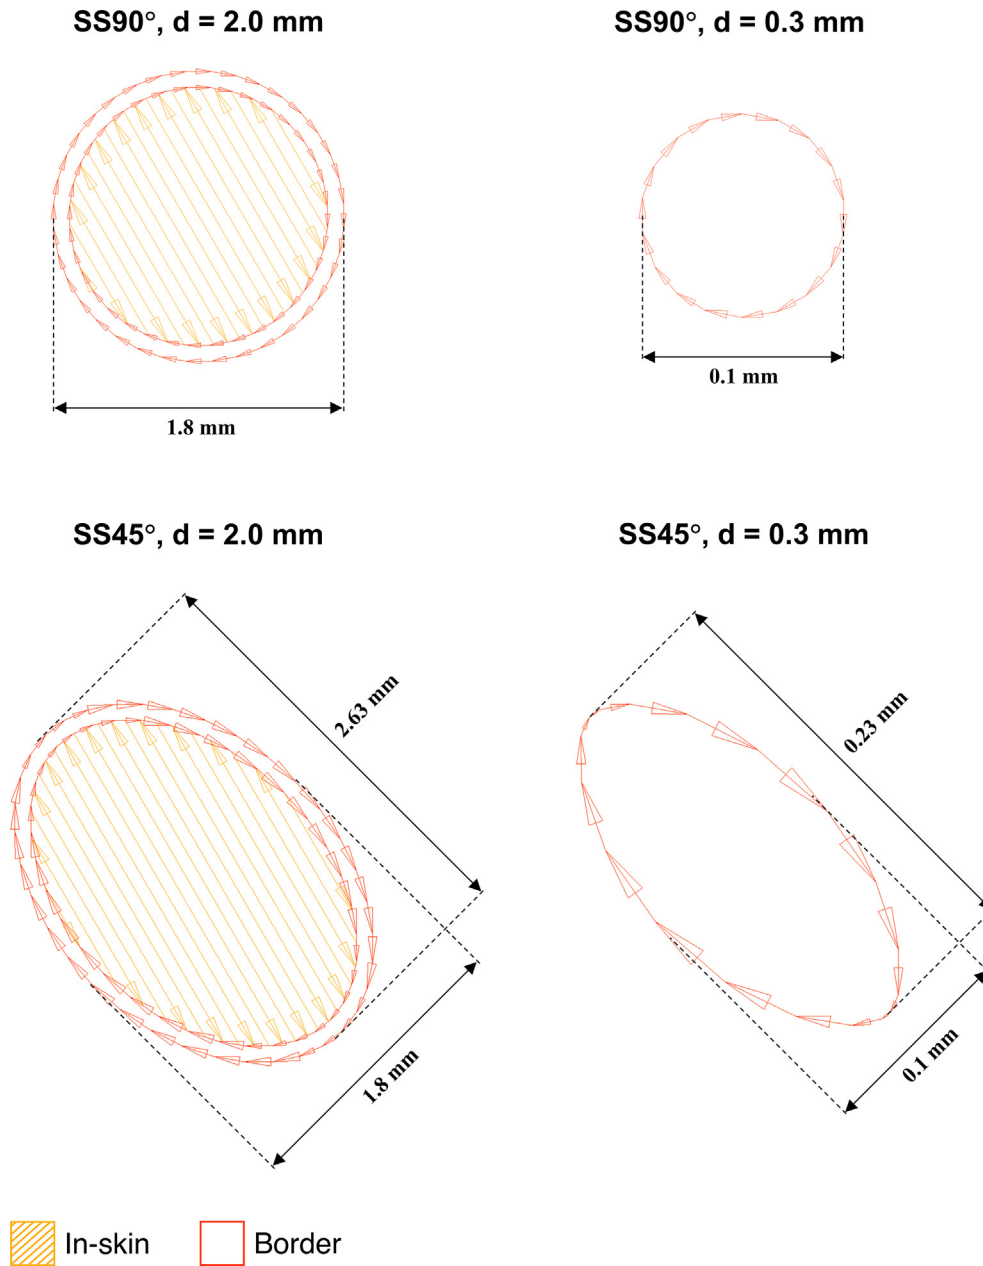 SS90°, d = 2.0 mm
SS90°, d = 0.3 mm
1.8 mm
0.1 mm
SS45°, d = 2.0 mm
SS45°, d = 0.3 mm
2.63 mm
1.8 mm
0.23 mm
0.1 mm
In-skin
Border